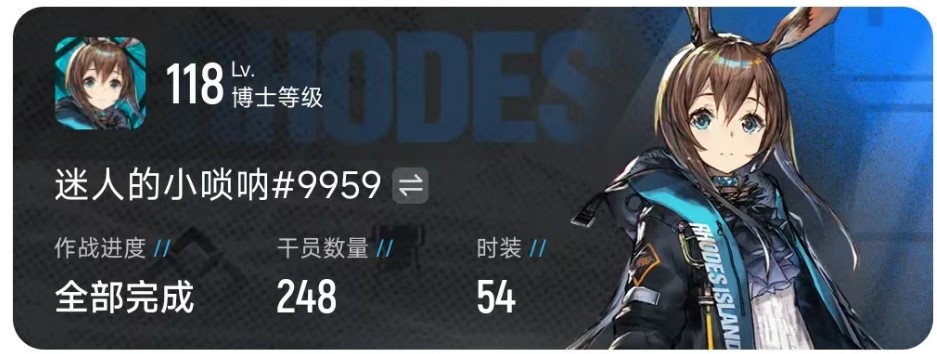 RHODES
118 Lv.
博士等级
迷人的小唢呐#9959
作战进度 // 干员数量 // 时装 //
全部完成 248 54
RHODES ISLAND